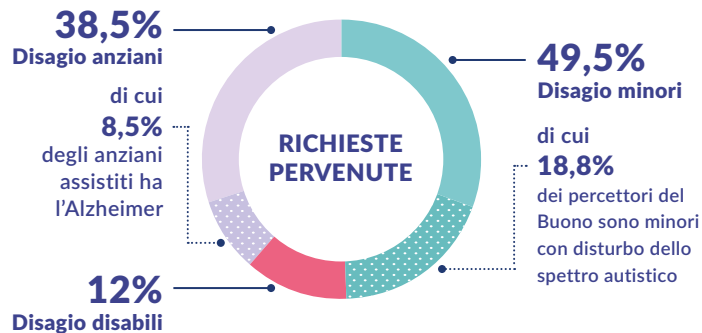 38,5%
Disagio anziani
di cui
8,5%
degli anziani
assistiti ha
l'Alzheimer
12%
Disagio disabili
RICHIESTE
PERVENUTE
49,5%
Disagio minori
di cui
18,8%
dei percettori del
Buono sono minori
con disturbo dello
spettro autistico